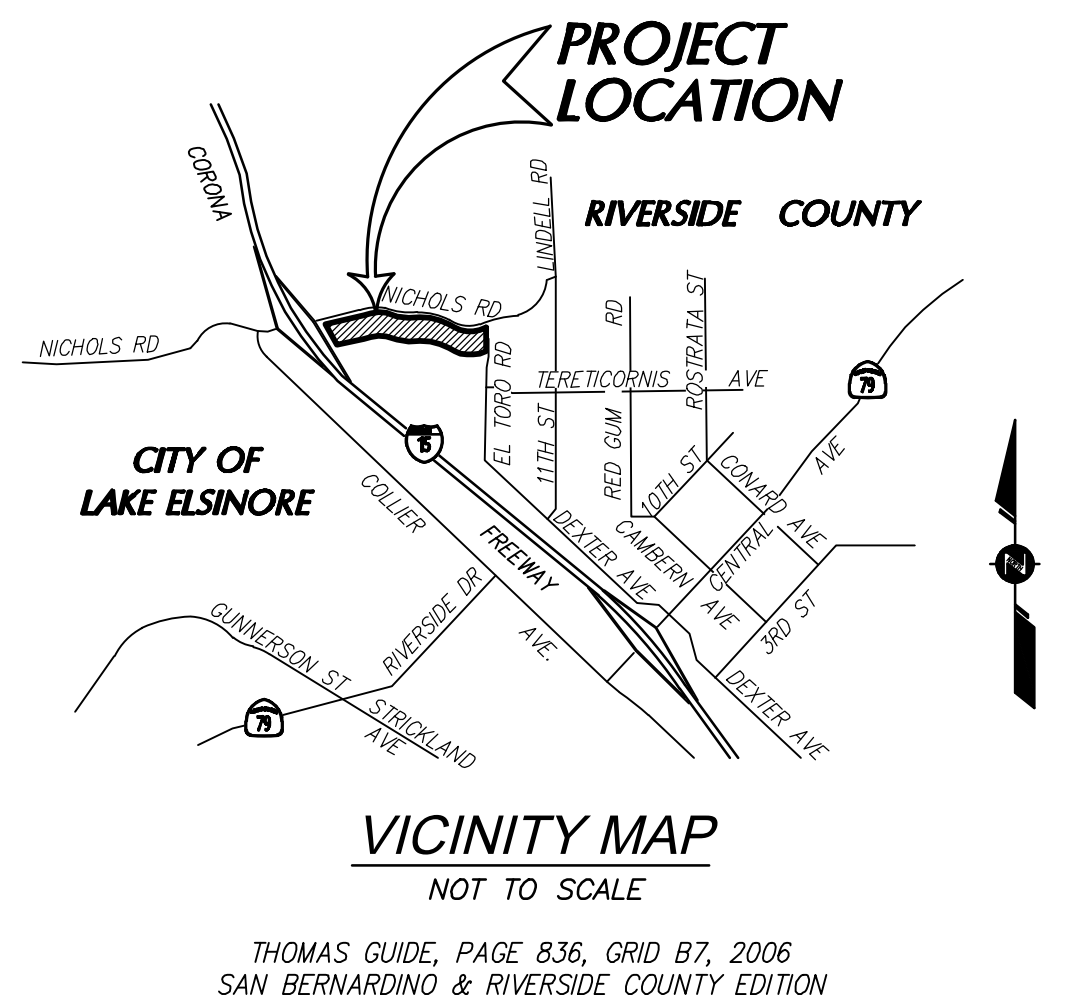 PROJECT
LOCATION
CORONA
LINDELL RD
RIVERSIDE COUNTY
NICHOLS RD
NICHOLS RD
EL TORO RD
TERETICORNIS AVE
11TH ST
RED GUM RD
ROSTRATA ST
79
15
CITY OF
LAKE ELSINORE
COLLIER AVE.
FREEWAY
10TH ST
CONARD AVE
AVE
CENTRAL
CAMBERN AVE
DEXTER AVE
3RD ST
DEXTER AVE
RIVERSIDE DR
GUNNERSON ST
STRICKLAND
AVE
79
VICINITY MAP
NOT TO SCALE
THOMAS GUIDE, PAGE 836, GRID B7, 2006
SAN BERNARDINO & RIVERSIDE COUNTY EDITION